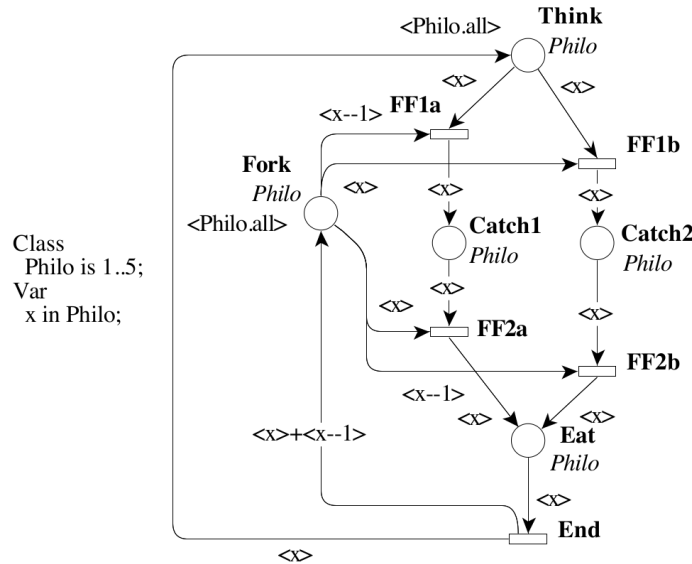 Think
<Philo.all>
Philo
<x>
<x>
FF1a
<x--1>
FF1b
Fork
Philo
<x>
<x>
<x>
<Philo.all>
Catch1
Philo
Catch2
Philo
Class
Philo is 1..5;
Var
x in Philo;
<x>
<x>
<x>
FF2a
FF2b
<x--1>
<x>
<x>
<x>+<x--1>
Eat
Philo
<x>
End
<x>